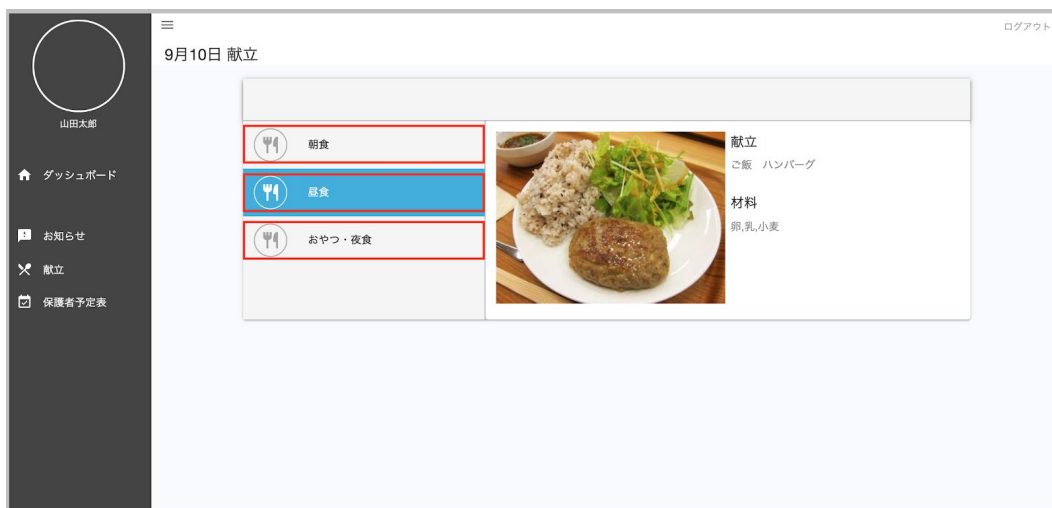 ログアウト
9月10日 献立
山田太郎
ダッシュボード
お知らせ
献立
保護者予定表
朝食
昼食
おやつ・夜食
献立
ご飯　ハンバーグ
材料
卵,乳,小麦